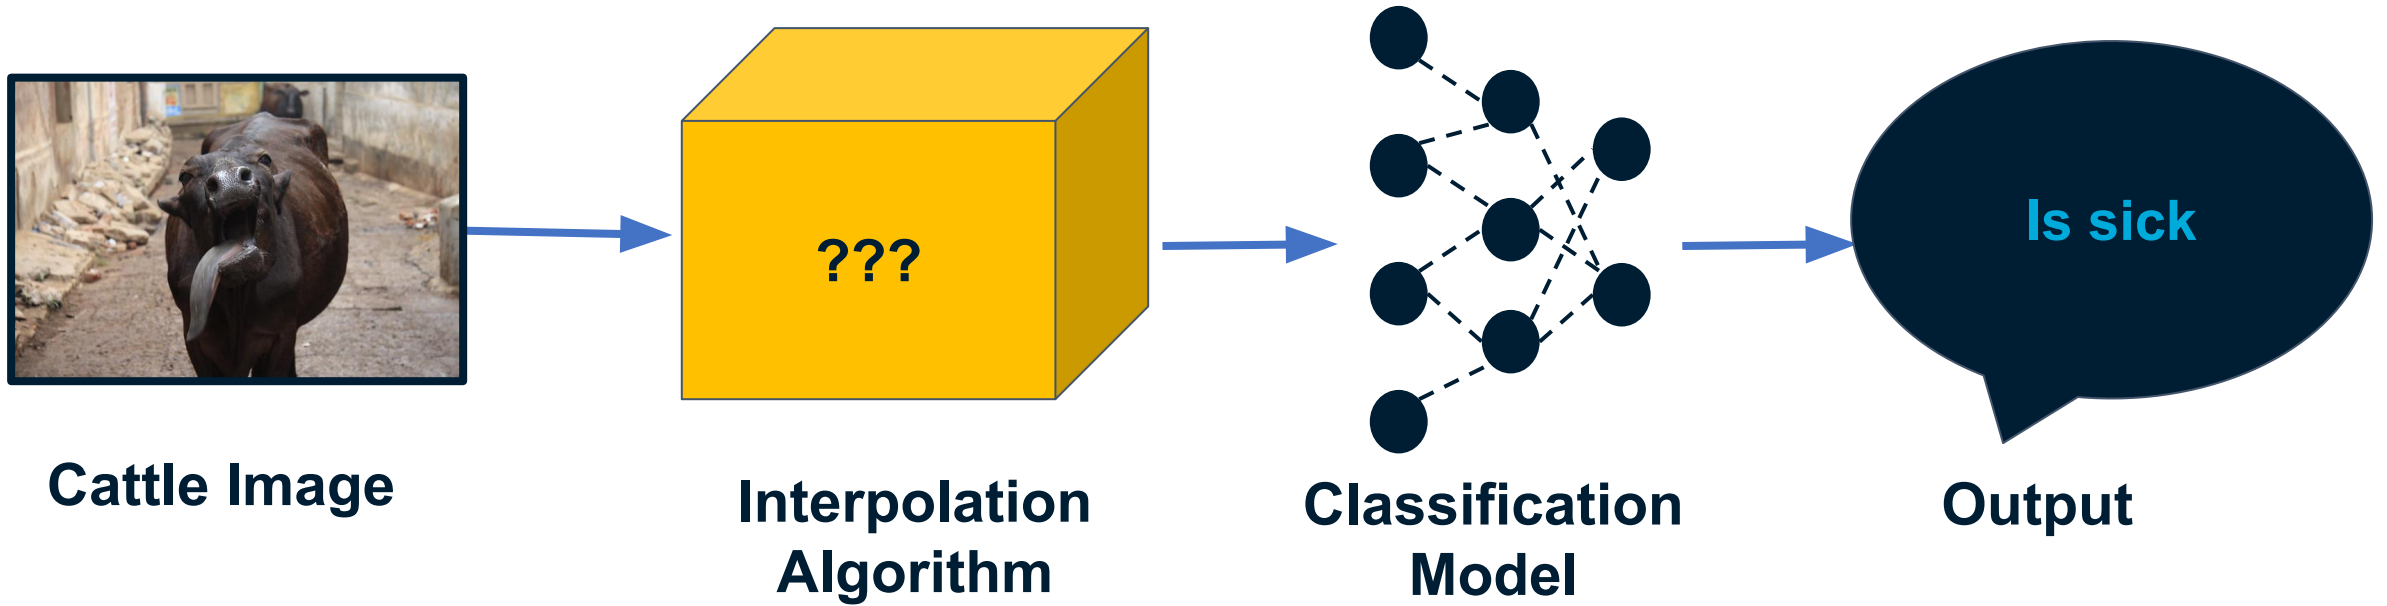 ???
Is sick
Cattle Image
Interpolation
Algorithm
Classification
Model
Output